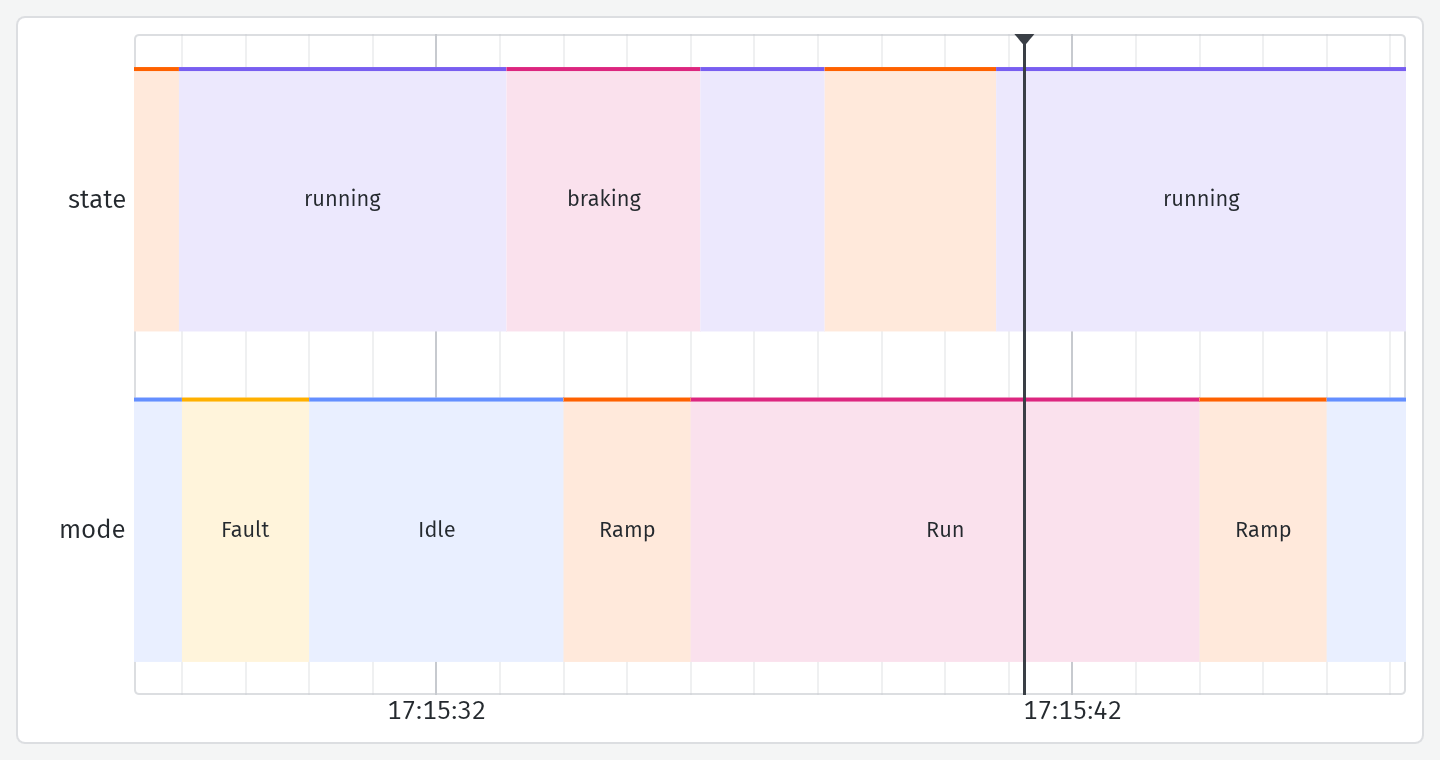 state
running
braking
running
mode
Fault
Idle
Ramp
Run
Ramp
17:15:32
17:15:42